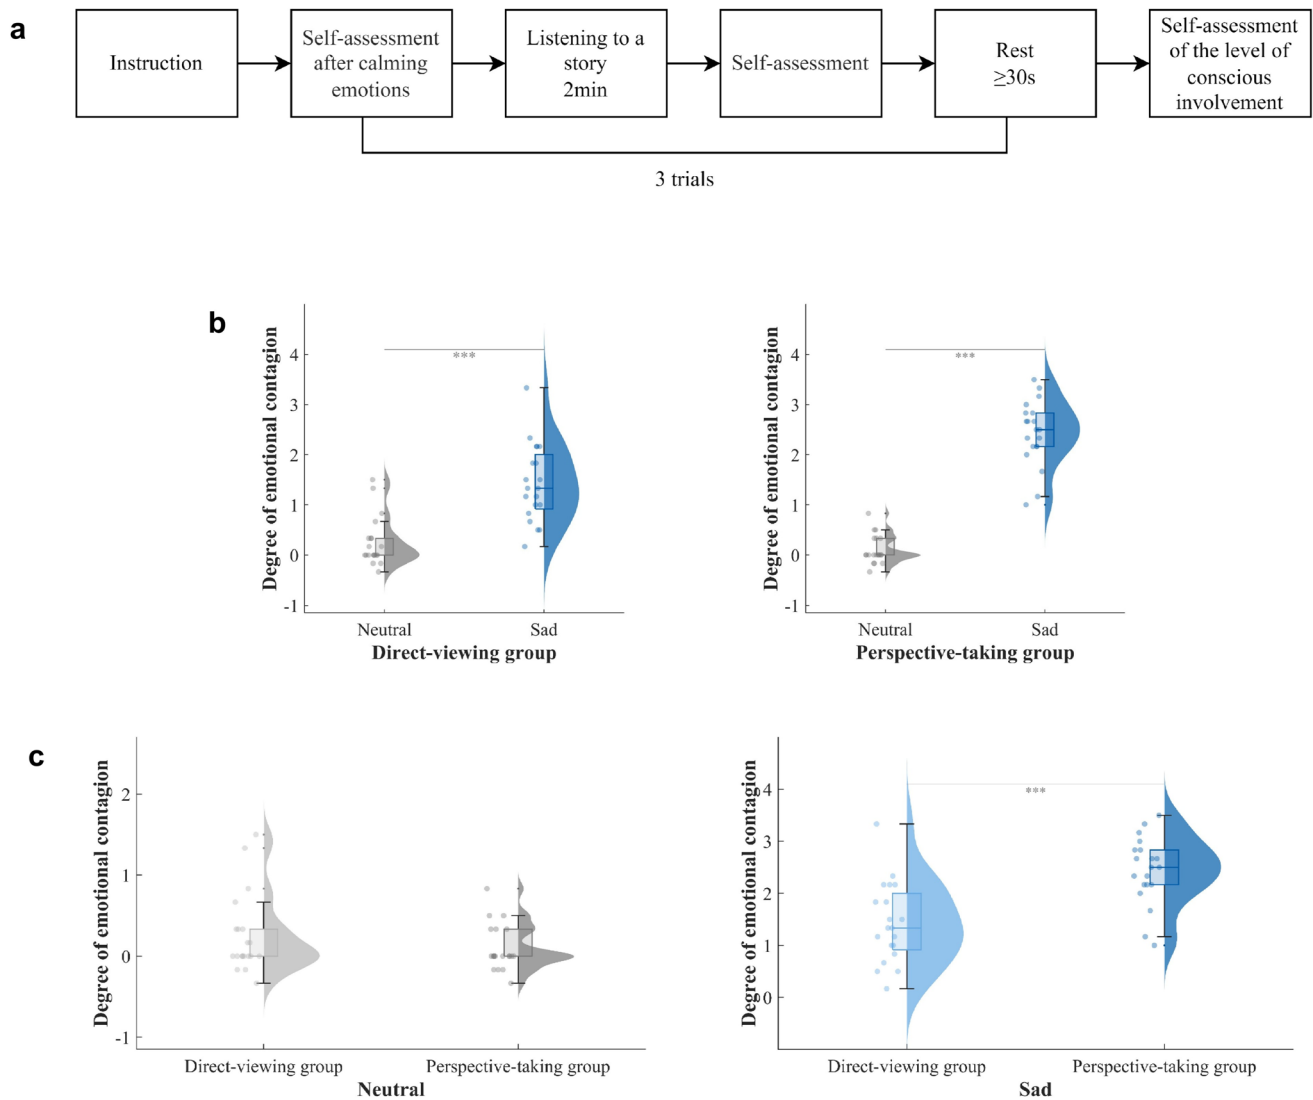 a
Instruction
Self-assessment
after calming
emotions
Listening to a
story
2min
Self-assessment
Rest
≥30s
Self-assessment
of the level of
conscious
involvement
3 trials
b
Degree of emotional contagion
4
3
2
1
0
-1
***
Neutral
Sad
Direct-viewing group
Degree of emotional contagion
4
3
2
1
0
-1
***
Neutral
Sad
Perspective-taking group
c
Degree of emotional contagion
2
1
0
-1
Direct-viewing group
Perspective-taking group
Neutral
Degree of emotional contagion
4
3
2
1
0
***
Direct-viewing group
Perspective-taking group
Sad